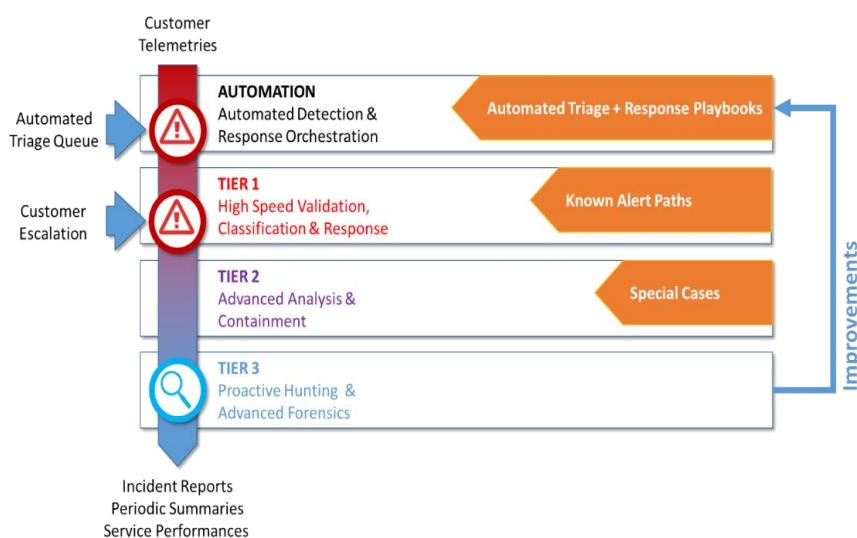 Customer
Telemetries
AUTOMATION
Automated Detection &
Response Orchestration
Automated Triage + Response Playbooks
Automated
Triage Queue
TIER 1
High Speed Validation,
Classification & Response
Known Alert Paths
Customer
Escalation
TIER 2
Advanced Analysis &
Containment
Special Cases
TIER 3
Proactive Hunting &
Advanced Forensics
Improvements
Incident Reports
Periodic Summaries
Service Performances